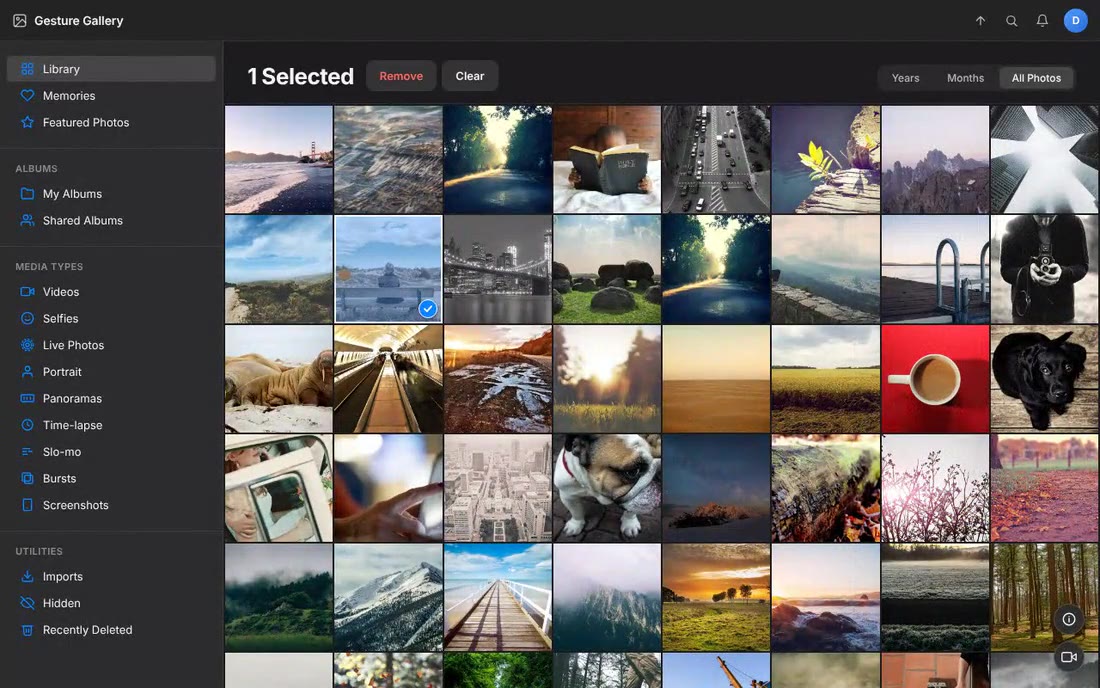 Gesture Gallery
D
Library
Memories
Featured Photos
ALBUMS
My Albums
Shared Albums
MEDIA TYPES
Videos
Selfies
Live Photos
Portrait
Panoramas
Time-lapse
Slo-mo
Bursts
Screenshots
UTILITIES
Imports
Hidden
Recently Deleted
1 Selected
Remove
Clear
Years
Months
All Photos
HOLY BIBLE